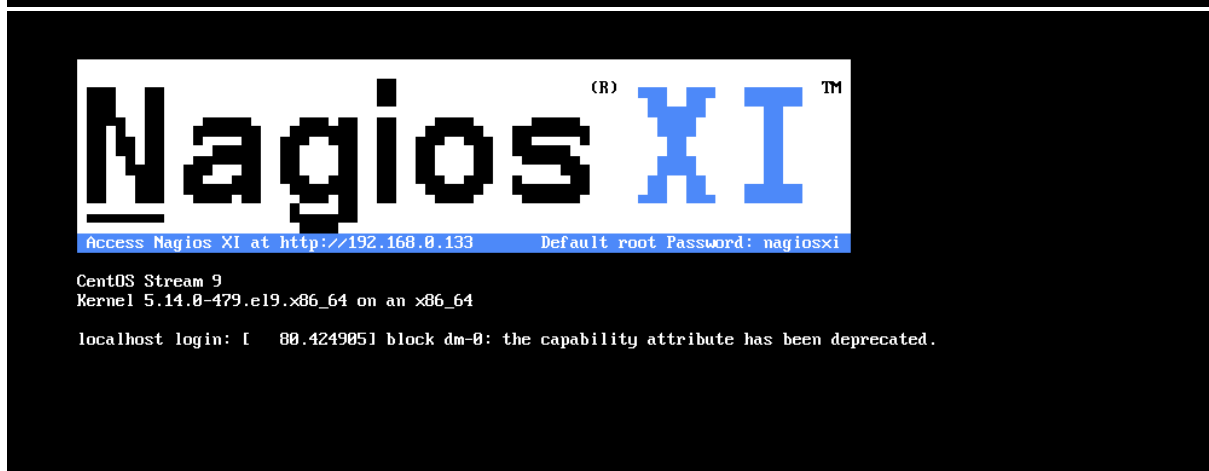 Nagios (R) XI TM
Access Nagios XI at http://192.168.0.133 Default root Password: nagiosxi
CentOS Stream 9
Kernel 5.14.0-479.el9.x86_64 on an x86_64
localhost login: [   80.424905] block dm-0: the capability attribute has been deprecated.